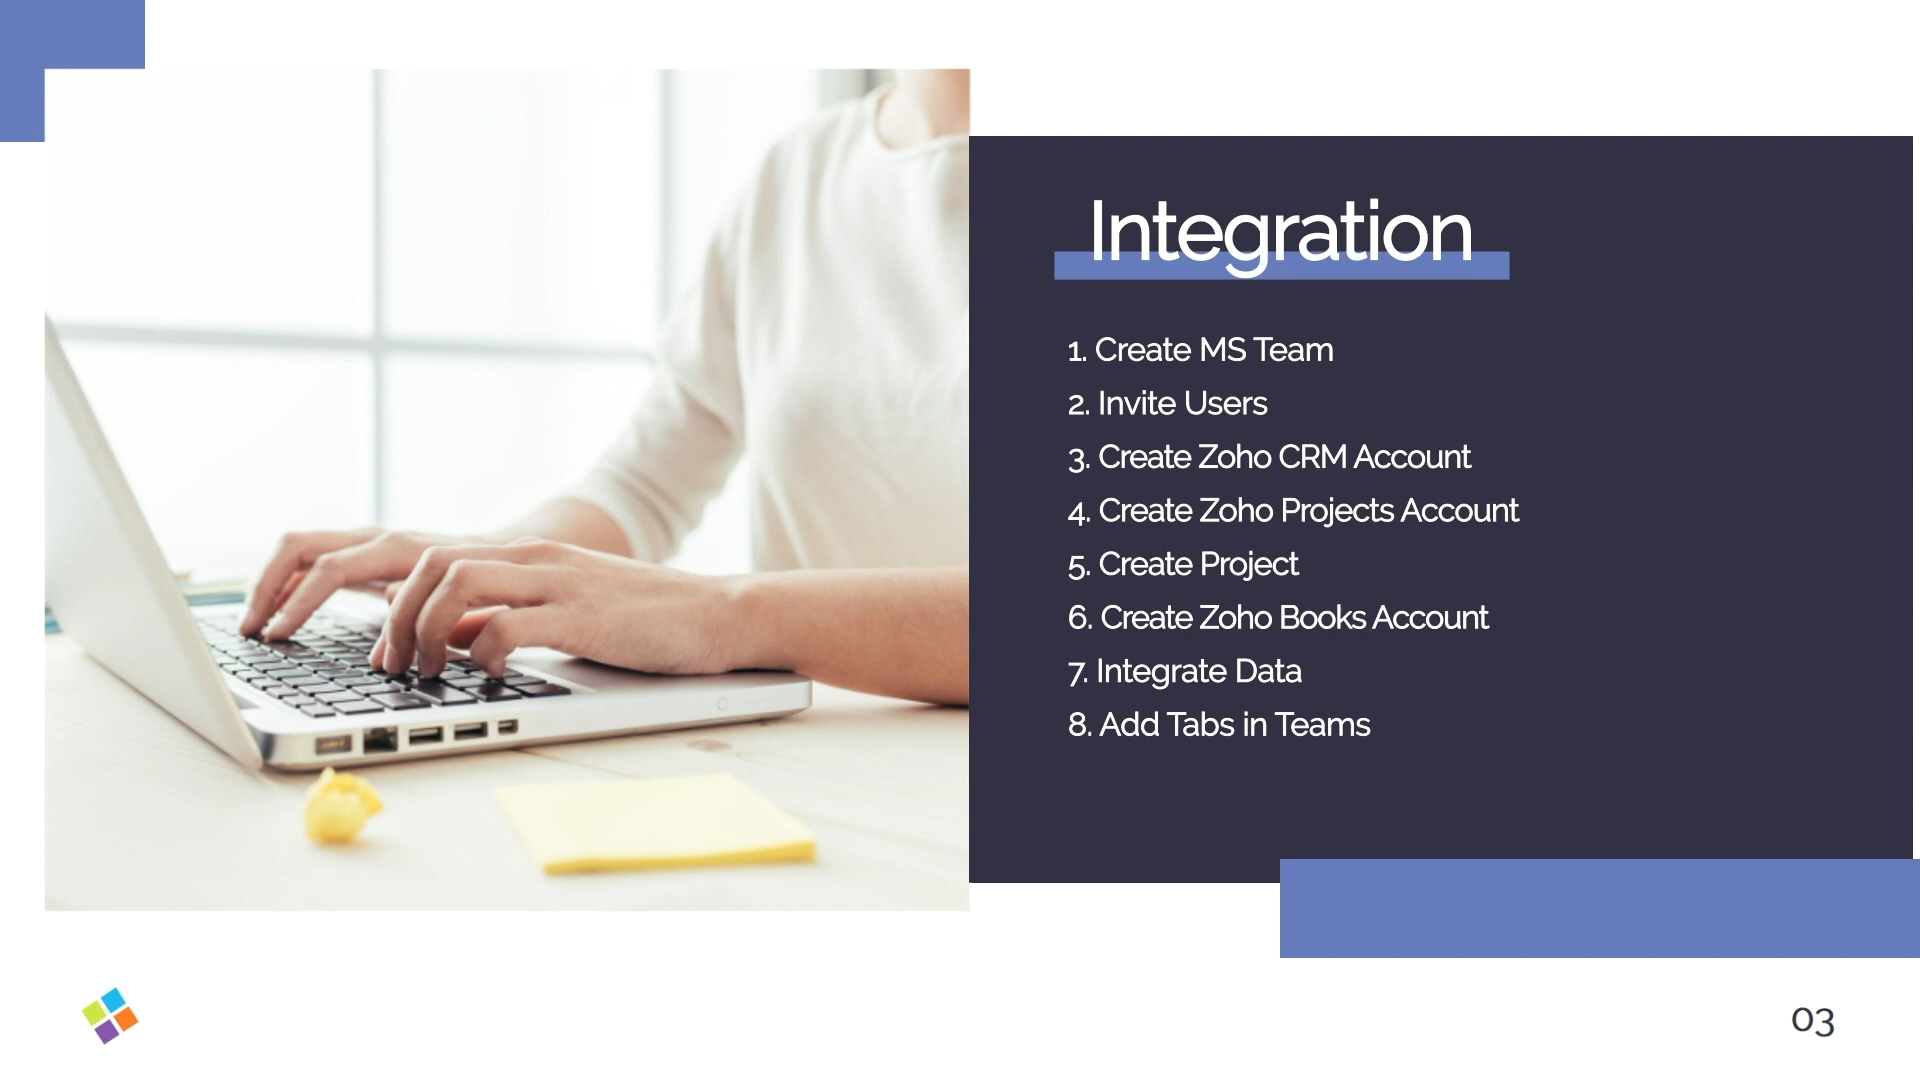 Integration
1. Create MS Team
2. Invite Users
3. Create Zoho CRM Account
4. Create Zoho Projects Account
5. Create Project
6. Create Zoho Books Account
7. Integrate Data
8. Add Tabs in Teams
03